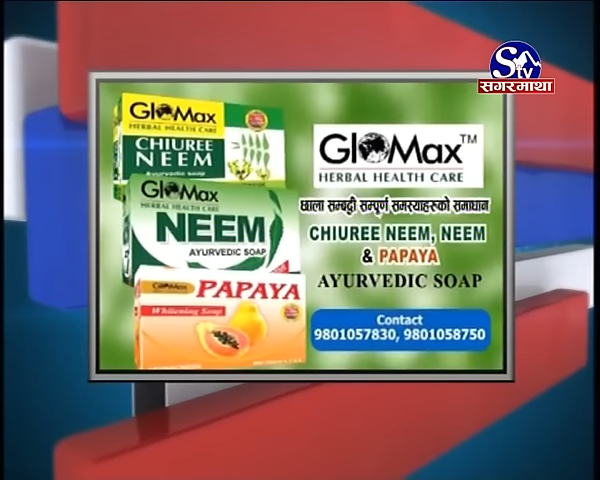 STV
सगरमाथा
GloMax
HERBAL HEALTH CARE
CHIUREE
NEEM
Ayurvedic soap
GloMax
HERBAL HEALTH CARE
NEEM
AYURVEDIC SOAP
GloMax
PAPAYA
Whitening Soap
GloMax™
HERBAL HEALTH CARE
छाला सम्बन्धी सम्पूर्ण समस्याहरुको समाधान
CHIUREE NEEM, NEEM
& PAPAYA
AYURVEDIC SOAP
Contact
9801057830, 9801058750